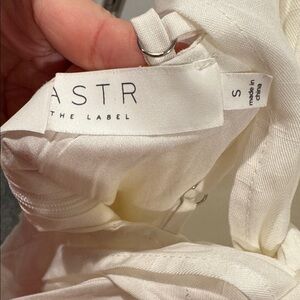 ASTR
THE LABEL
S
made in
china